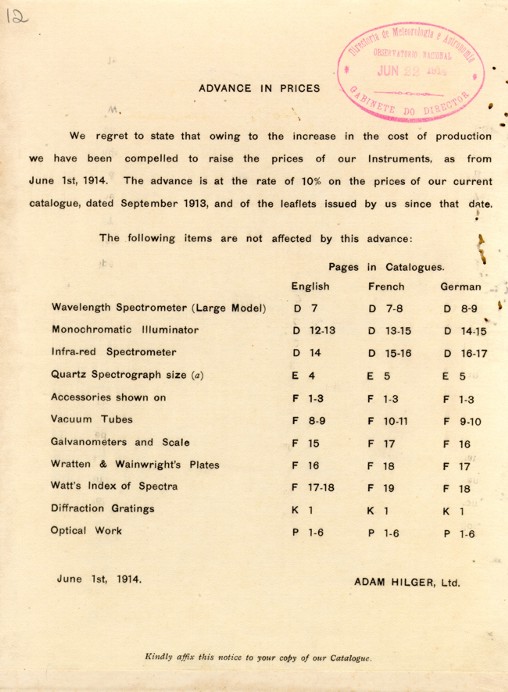 12
Directoria de Meteorologia e Astronomia
OBSERVATORIO NACIONAL
JUN 22
GABINETE DO DIRECTOR
ADVANCE IN PRICES
We regret to state that owing to the increase in the cost of production
we have been compelled to raise the prices of our Instruments, as from
June 1st, 1914. The advance is at the rate of 10% on the prices of our current
catalogue, dated September 1913, and of the leaflets issued by us since that date.
The following items are not affected by this advance:
Pages in Catalogues.
English French German
Wavelength Spectrometer (Large Model) D 7 D 7-8 D 8-9
Monochromatic Illuminator D 12-13 D 13-15 D 14-15
Infra-red Spectrometer D 14 D 15-16 D 16-17
Quartz Spectrograph size (a) E 4 E 5 E 5
Accessories shown on F 1-3 F 1-3 F 1-3
Vacuum Tubes F 8-9 F 10-11 F 9-10
Galvanometers and Scale F 15 F 17 F 16
Wratten & Wainwright's Plates F 16 F 18 F 17
Watt's Index of Spectra F 17-18 F 19 F 18
Diffraction Gratings K 1 K 1 K 1
Optical Work P 1-6 P 1-6 P 1-6
June 1st, 1914. ADAM HILGER, Ltd.
Kindly affix this notice to your copy of our Catalogue.